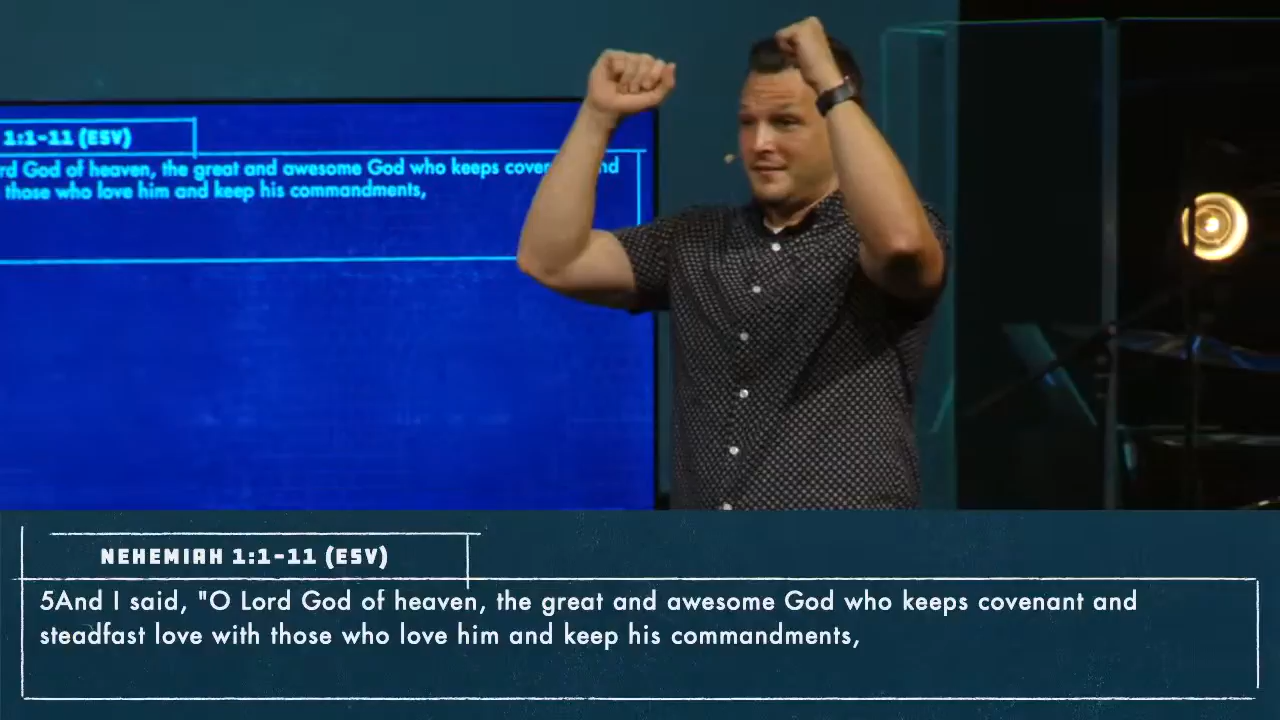 1:1-11 (ESV)
rd God of heaven, the great and awesome God who keeps coven nd
those who love him and keep his commandments,
NEHEMIAH 1:1-11 (ESV)
5And I said, "O Lord God of heaven, the great and awesome God who keeps covenant and
steadfast love with those who love him and keep his commandments,